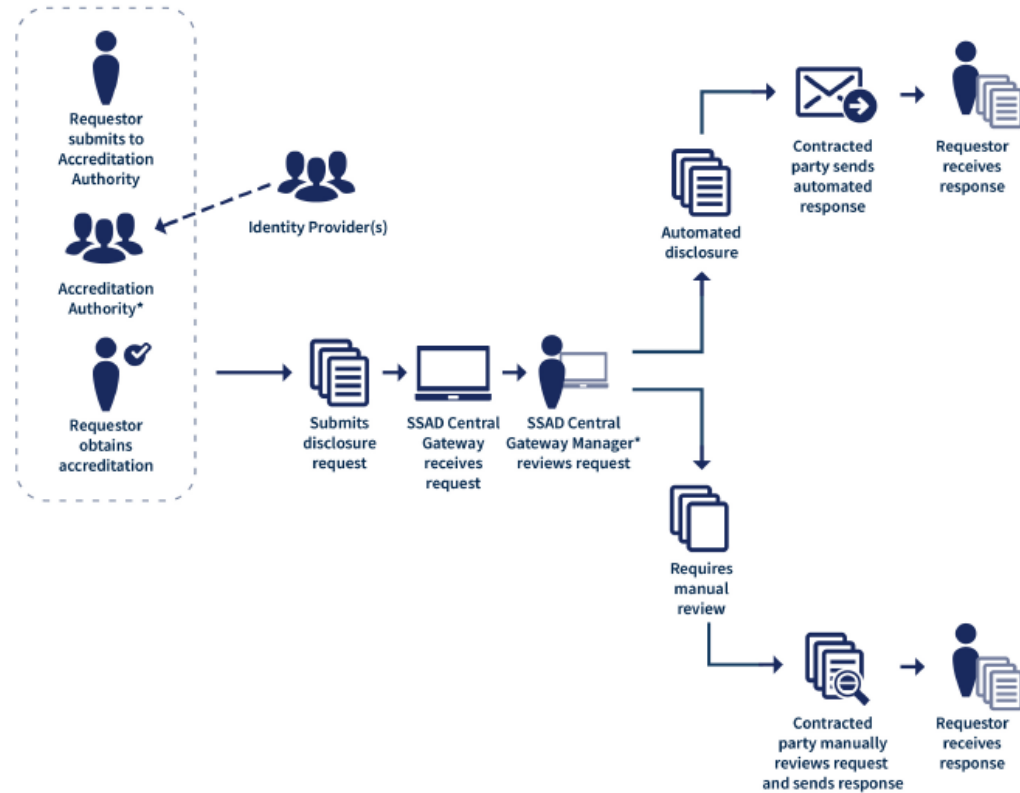 Requestor
submits to
Accreditation
Authority
Identity Provider(s)
Accreditation
Authority*
Requestor
obtains
accreditation
Submits
disclosure
request
SSAD Central
Gateway
receives
request
SSAD Central
Gateway Manager*
reviews request
Automated
disclosure
Contracted
party sends
automated
response
Requestor
receives
response
Requires
manual
review
Contracted
party manually
reviews request
and sends response
Requestor
receives
response